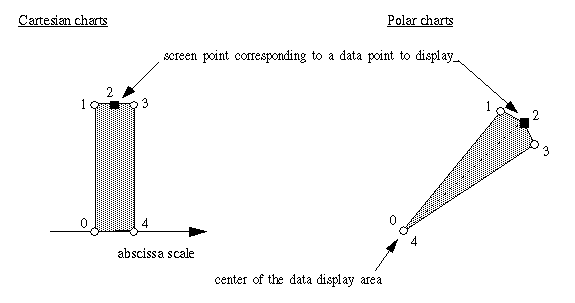 Cartesian charts
Polar charts
screen point corresponding to a data point to display
1
2
3
1
2
3
0
4
0
4
abscissa scale
center of the data display area